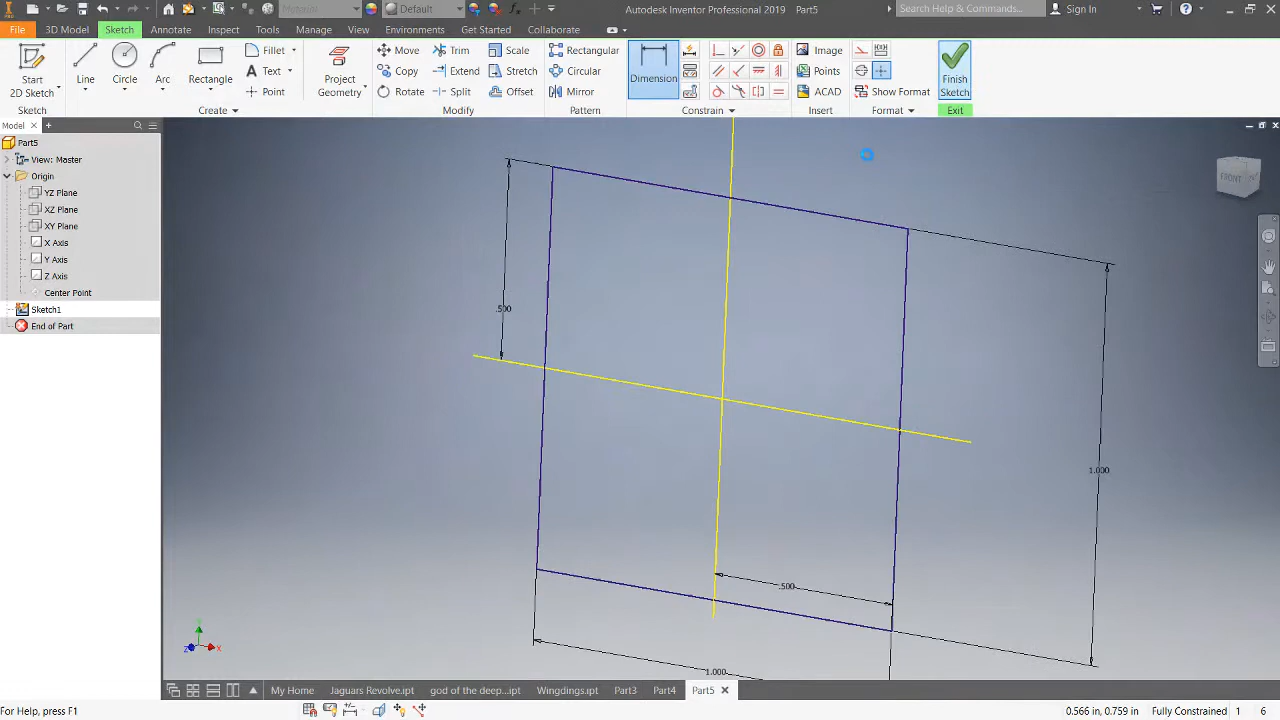 Material
Default
Autodesk Inventor Professional 2019 Part5
Search Help & Commands...
Sign In
File
3D Model
Sketch
Annotate
Inspect
Tools
Manage
View
Environments
Get Started
Collaborate
Start
2D Sketch
Line
Circle
Arc
Rectangle
Fillet
Text
Point
Project
Geometry
Move
Copy
Rotate
Trim
Extend
Split
Scale
Stretch
Offset
Rectangular
Circular
Mirror
Dimension
Image
Points
ACAD
Show Format
Finish
Sketch
Sketch
Create
Modify
Pattern
Constrain
Insert
Format
Exit
Model
Part5
View: Master
Origin
YZ Plane
XZ Plane
XY Plane
X Axis
Y Axis
Z Axis
Center Point
Sketch1
End of Part
FRONT
.500
1.000
.500
1.000
Y
Z
X
My Home
Jaguars Revolve.ipt
god of the deep...ipt
Wingdings.ipt
Part3
Part4
Part5
For Help, press F1
0.566 in, 0.759 in
Fully Constrained
1
6